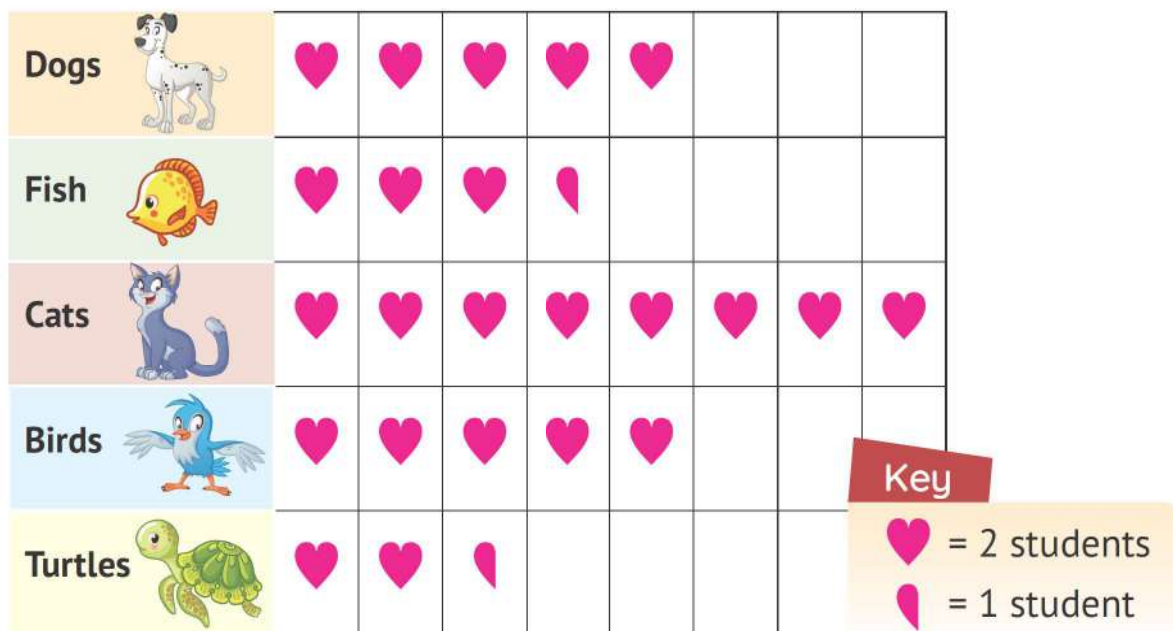 Dogs
Fish
Cats
Birds
Turtles
Key
= 2 students
= 1 student